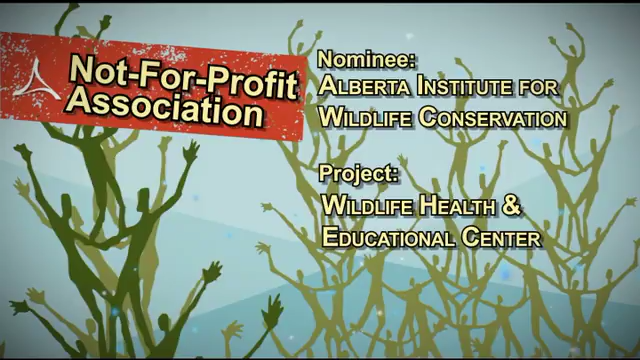 Not-For-Profit
Association
Nominee:
Alberta Institute for
Wildlife Conservation
Project:
Wildlife Health &
Educational Center